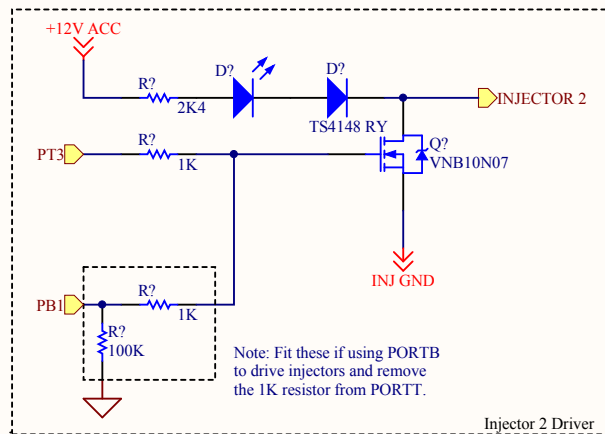 +12V ACC
R?
2K4
D?
D?
TS4148 RY
INJECTOR 2
PT3
R?
1K
Q?
VNB10N07
INJ GND
PB1
R?
1K
R?
100K
Note: Fit these if using PORTB
to drive injectors and remove
the 1K resistor from PORTT.
Injector 2 Driver